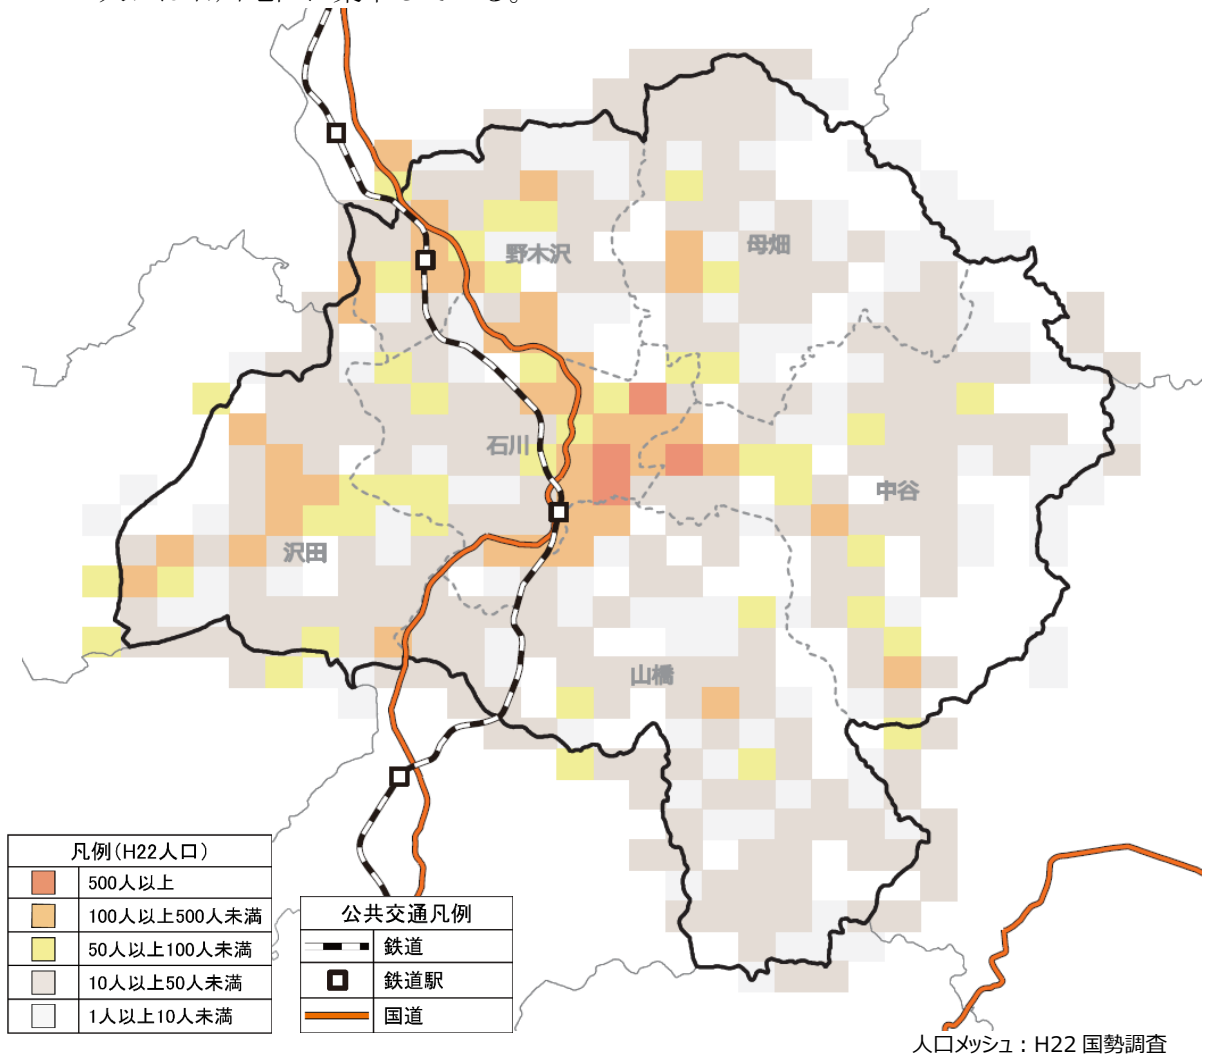 野木沢
母畑
石川
中谷
沢田
山橋
凡例(H22人口)
500人以上
100人以上500人未満
50人以上100人未満
10人以上50人未満
1人以上10人未満
公共交通凡例
鉄道
鉄道駅
国道
人口メッシュ:H22 国勢調査